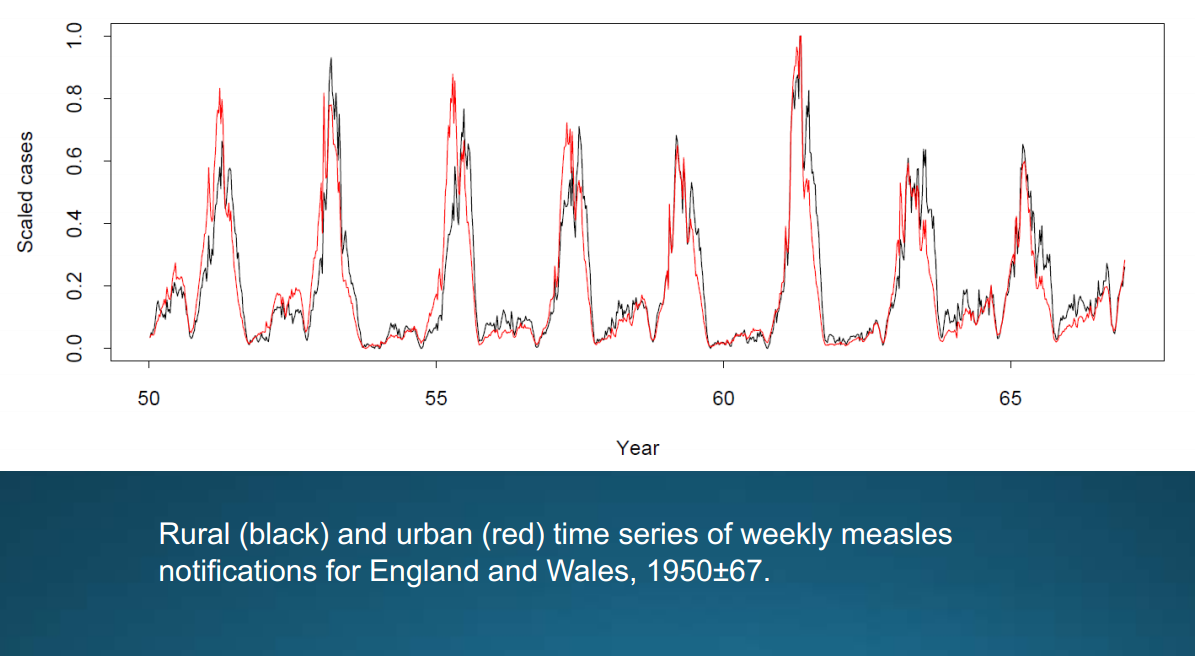 Scaled cases
1.0
0.8
0.6
0.4
0.2
0.0
50 55 60 65
Year
Rural (black) and urban (red) time series of weekly measles
notifications for England and Wales, 1950±67.